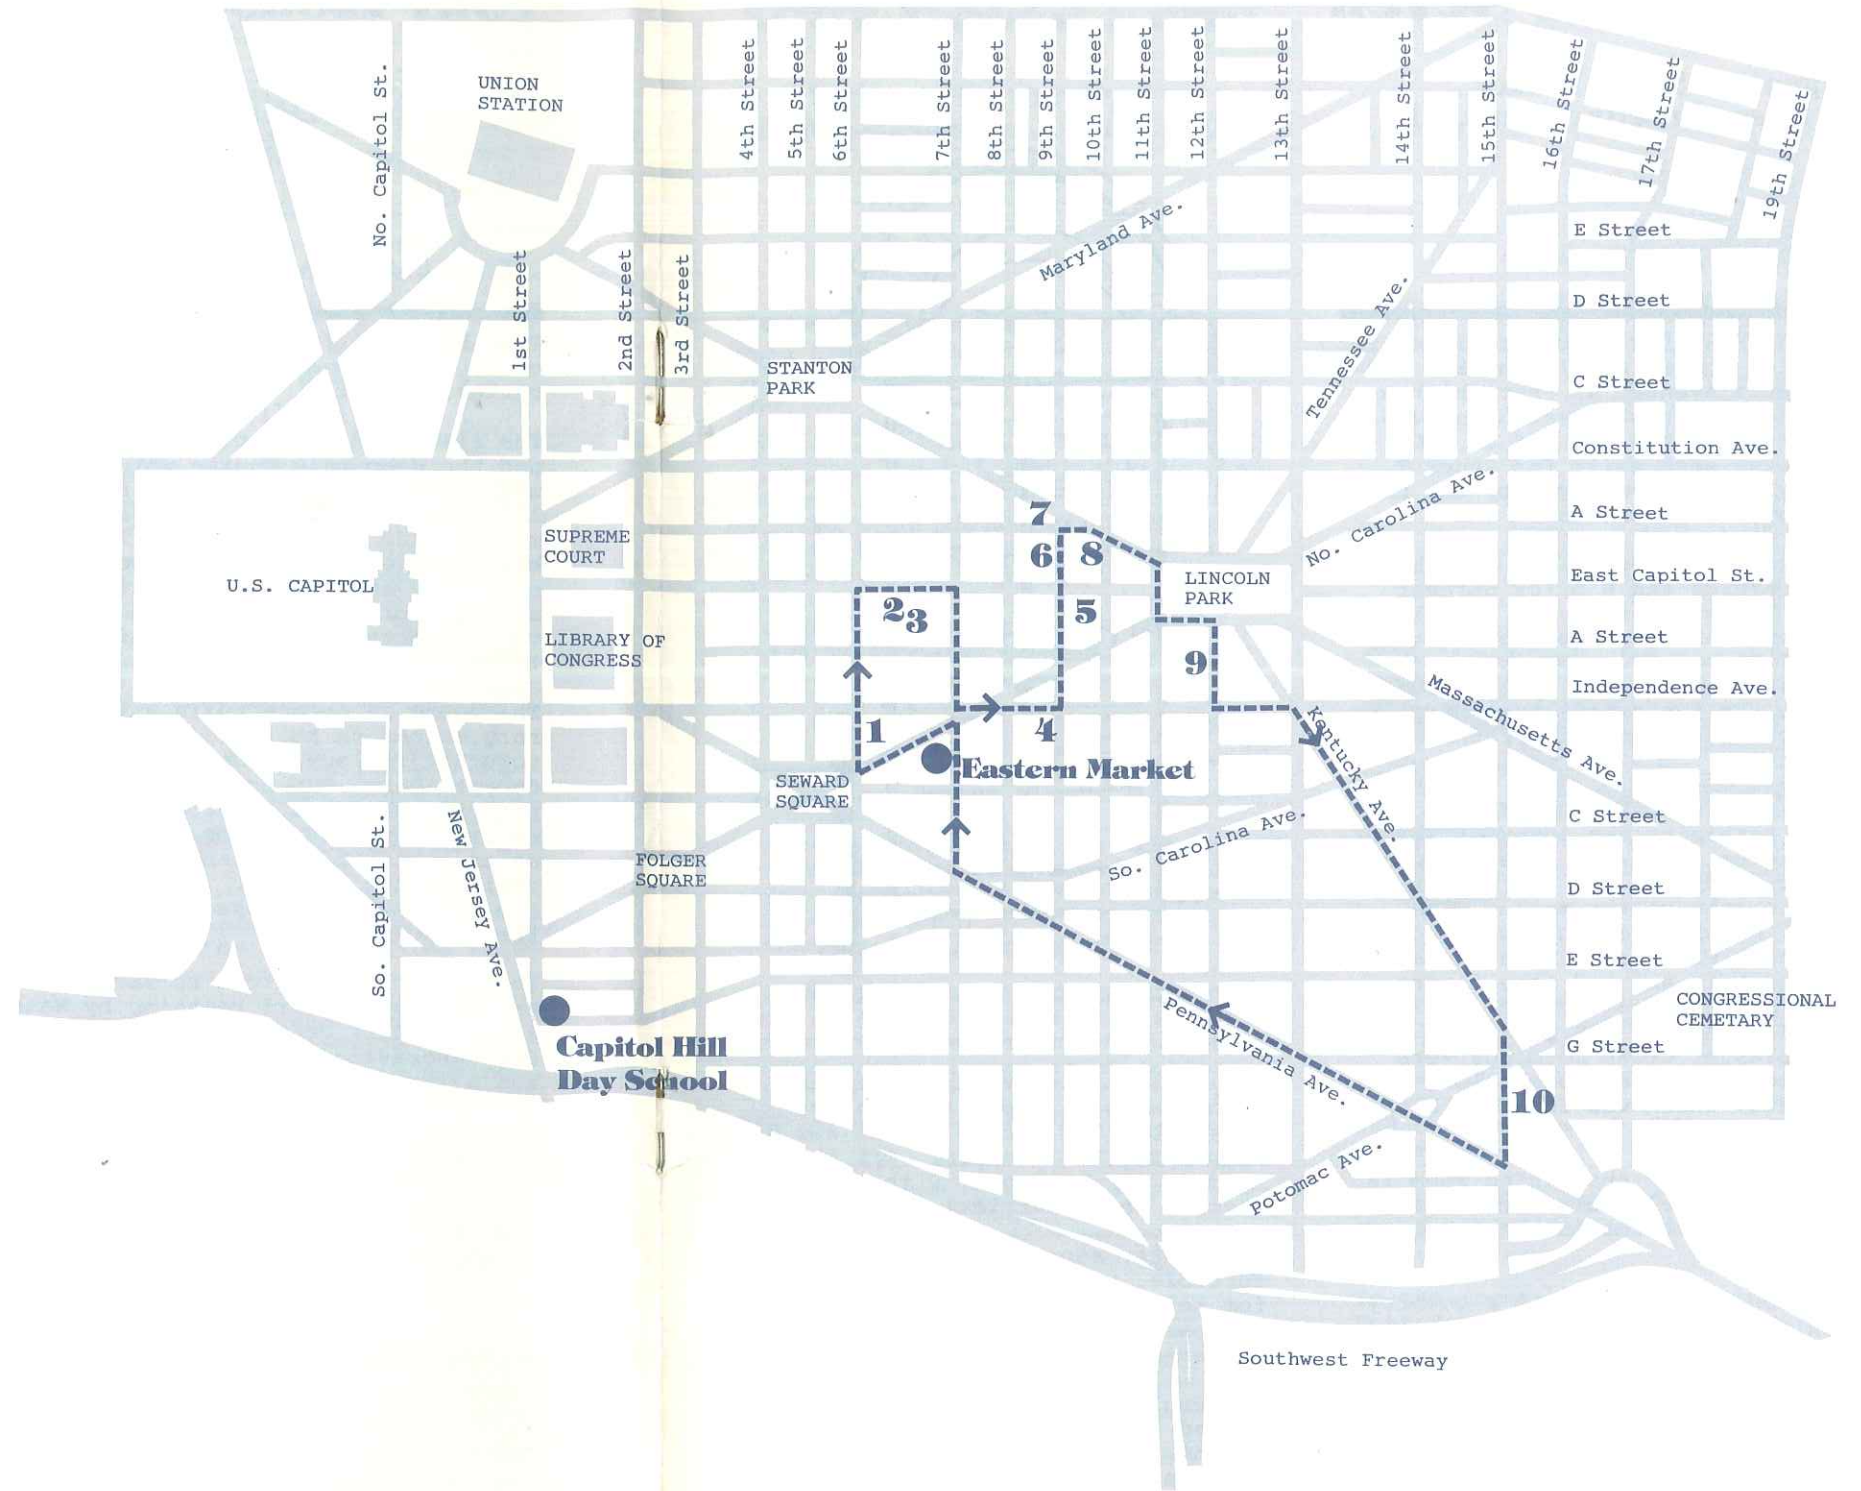 No. Capitol St.
UNION
STATION
1st Street
2nd Street
3rd Street
4th Street
5th Street
6th Street
7th Street
8th Street
9th Street
10th Street
11th Street
12th Street
13th Street
14th Street
15th Street
16th Street
17th Street
19th Street
Maryland Ave.
Tennessee Ave.
E Street
D Street
C Street
Constitution Ave.
A Street
East Capitol St.
A Street
Independence Ave.
STANTON
PARK
No. Carolina Ave.
SUPREME
COURT
U.S. CAPITOL
LIBRARY OF
CONGRESS
LINCOLN
PARK
7
6
8
5
2
3
9
1
4
Eastern Market
SEWARD
SQUARE
Kentucky Ave.
Massachusetts Ave.
So. Carolina Ave.
C Street
D Street
E Street
G Street
CONGRESSIONAL
CEMETARY
FOLGER
SQUARE
So. Capitol St.
New Jersey Ave.
Capitol Hill
Day School
Pennsylvania Ave.
10
Potomac Ave.
Southwest Freeway